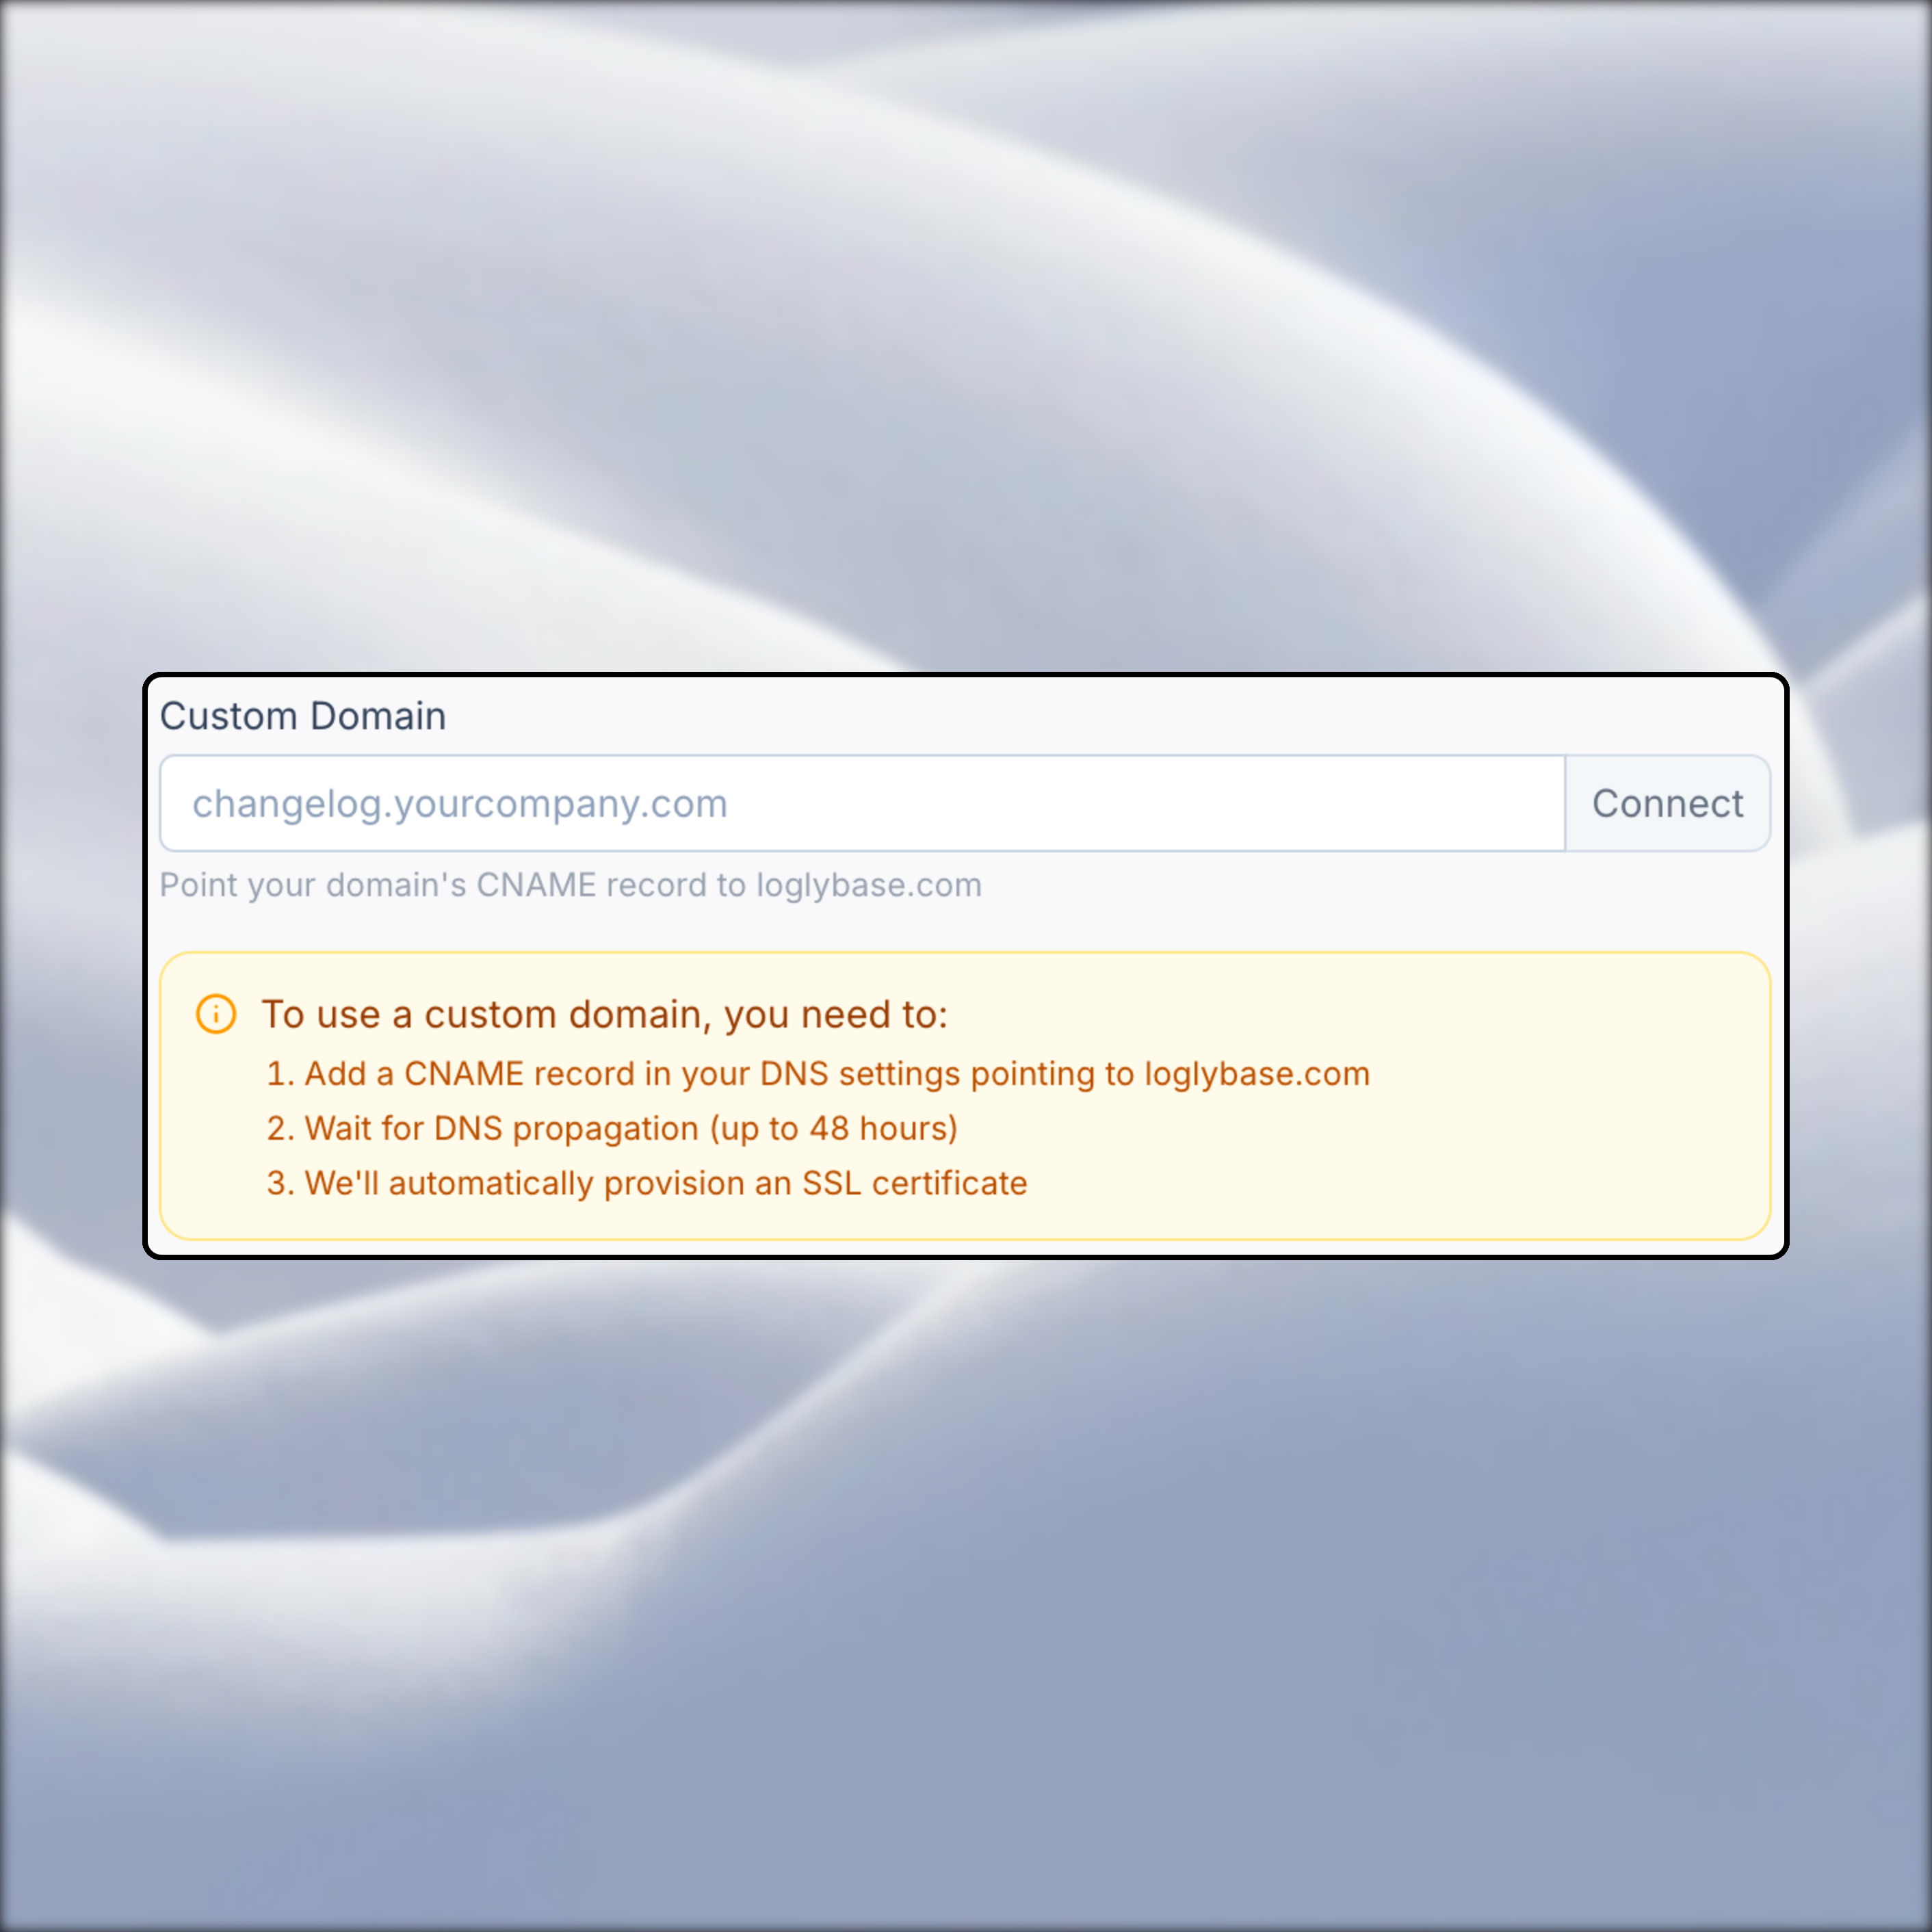 Custom Domain
changelog.yourcompany.com
Connect
Point your domain's CNAME record to loglybase.com
To use a custom domain, you need to:
1. Add a CNAME record in your DNS settings pointing to loglybase.com
2. Wait for DNS propagation (up to 48 hours)
3. We'll automatically provision an SSL certificate